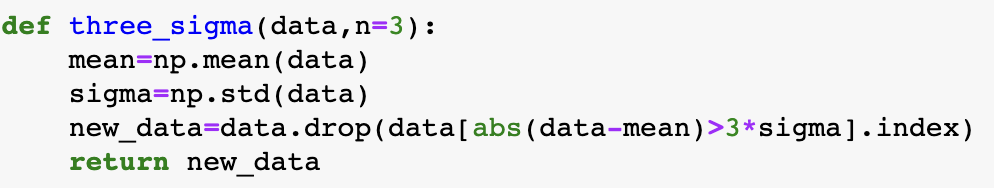 def three_sigma(data,n=3):
    mean=np.mean(data)
    sigma=np.std(data)
    new_data=data.drop(data[abs(data-mean)>3*sigma].index)
    return new_data